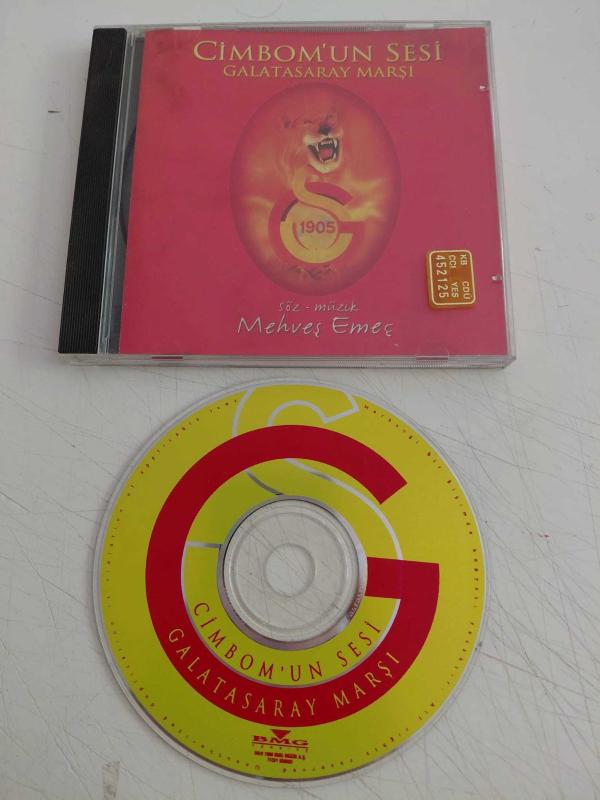 CİMBOM'UN SESİ
GALATASARAY MARŞI
1905
KB CDU
CCI YES
452125
söz - müzik
Mehveş Emeç
CİMBOM'UN SESİ
GALATASARAY MARŞI
BMG